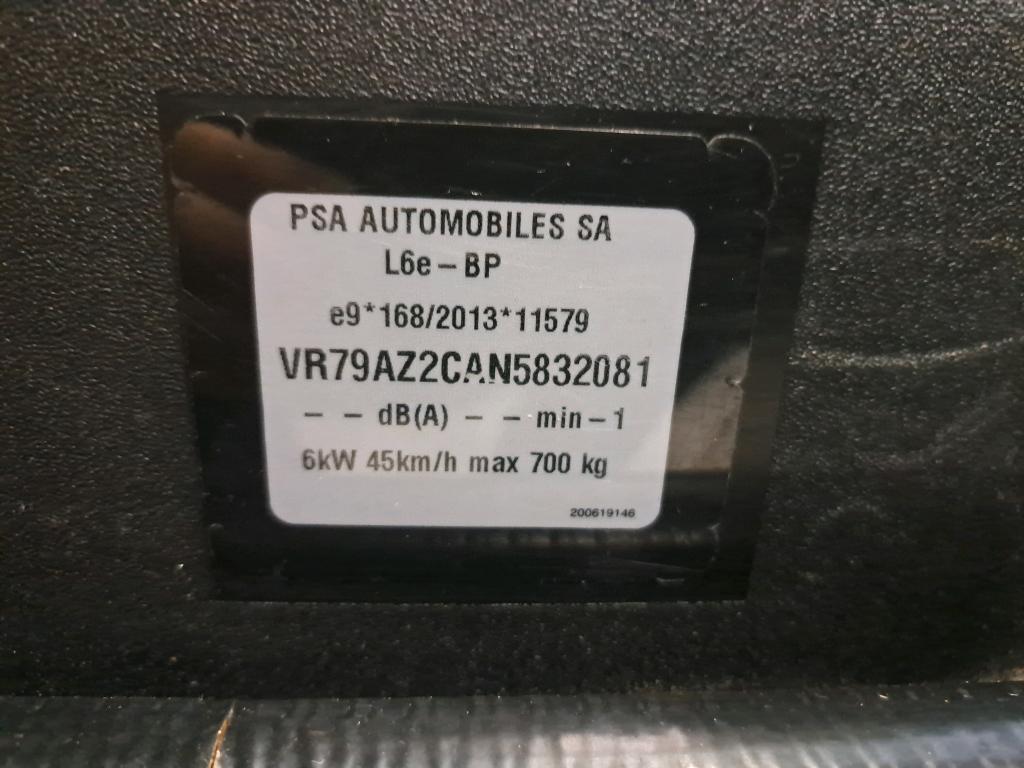 PSA AUTOMOBILES SA
L6e – BP
e9*168/2013*11579
VR79AZ2CAN5832081
– – dB(A) – – min – 1
6kW 45km/h max 700 kg
200619146